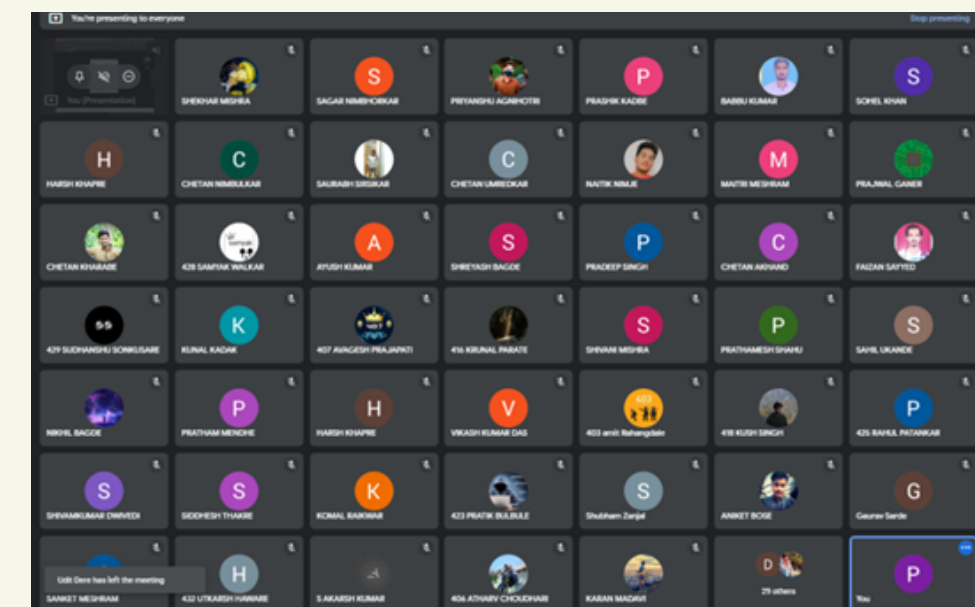 You're presenting to everyone
Stop presenting
You (Presentation)
SHEKHAR MISHRA
S
SAGAR NIMBHORKAR
PRIYANSHU AGNIHOTRI
P
PRASHIK KADBE
BABBU KUMAR
S
SOHEL KHAN
H
HARSH KHAPRE
C
CHETAN NIMBULKAR
SAURABH SIRSIKAR
C
CHETAN UMREDKAR
NAITIK NIMJE
M
MAITRI MESHRAM
PRAJWAL GANER
CHETAN KHARABE
samyak
428 SAMYAK WALKAR
A
AYUSH KUMAR
S
SHREYASH BAGDE
P
PRADEEP SINGH
C
CHETAN AKHAND
FAIZAN SAYYED
429 SUDHANSHU SONKUSARE
K
KUNAL KADAK
407 AVAGESH PRAJAPATI
416 KRUNAL PARATE
S
SHIVANI MISHRA
P
PRATHAMESH SHAHU
S
SAHIL UKANDE
NIKHIL BAGDE
P
PRATHAM MENDHE
H
HARSH KHAPRE
V
VIKASH KUMAR DAS
403
403 amit Rahangdale
418 KUSH SINGH
P
425 RAHUL PATANKAR
S
SHIVAMKUMAR DWIVEDI
S
SIDDHESH THAKRE
K
KOMAL RAIKWAR
423 PRATIK BULBULE
S
Shubham Zanjal
ANIKET BOSE
G
Gaurav Sarde
Udit Dere has left the meeting
SANKET MESHRAM
H
432 UTKARSH HAWARE
S AKARSH KUMAR
406 ATHARV CHOUDHARI
KARAN MADAVI
D
29 others
P
You